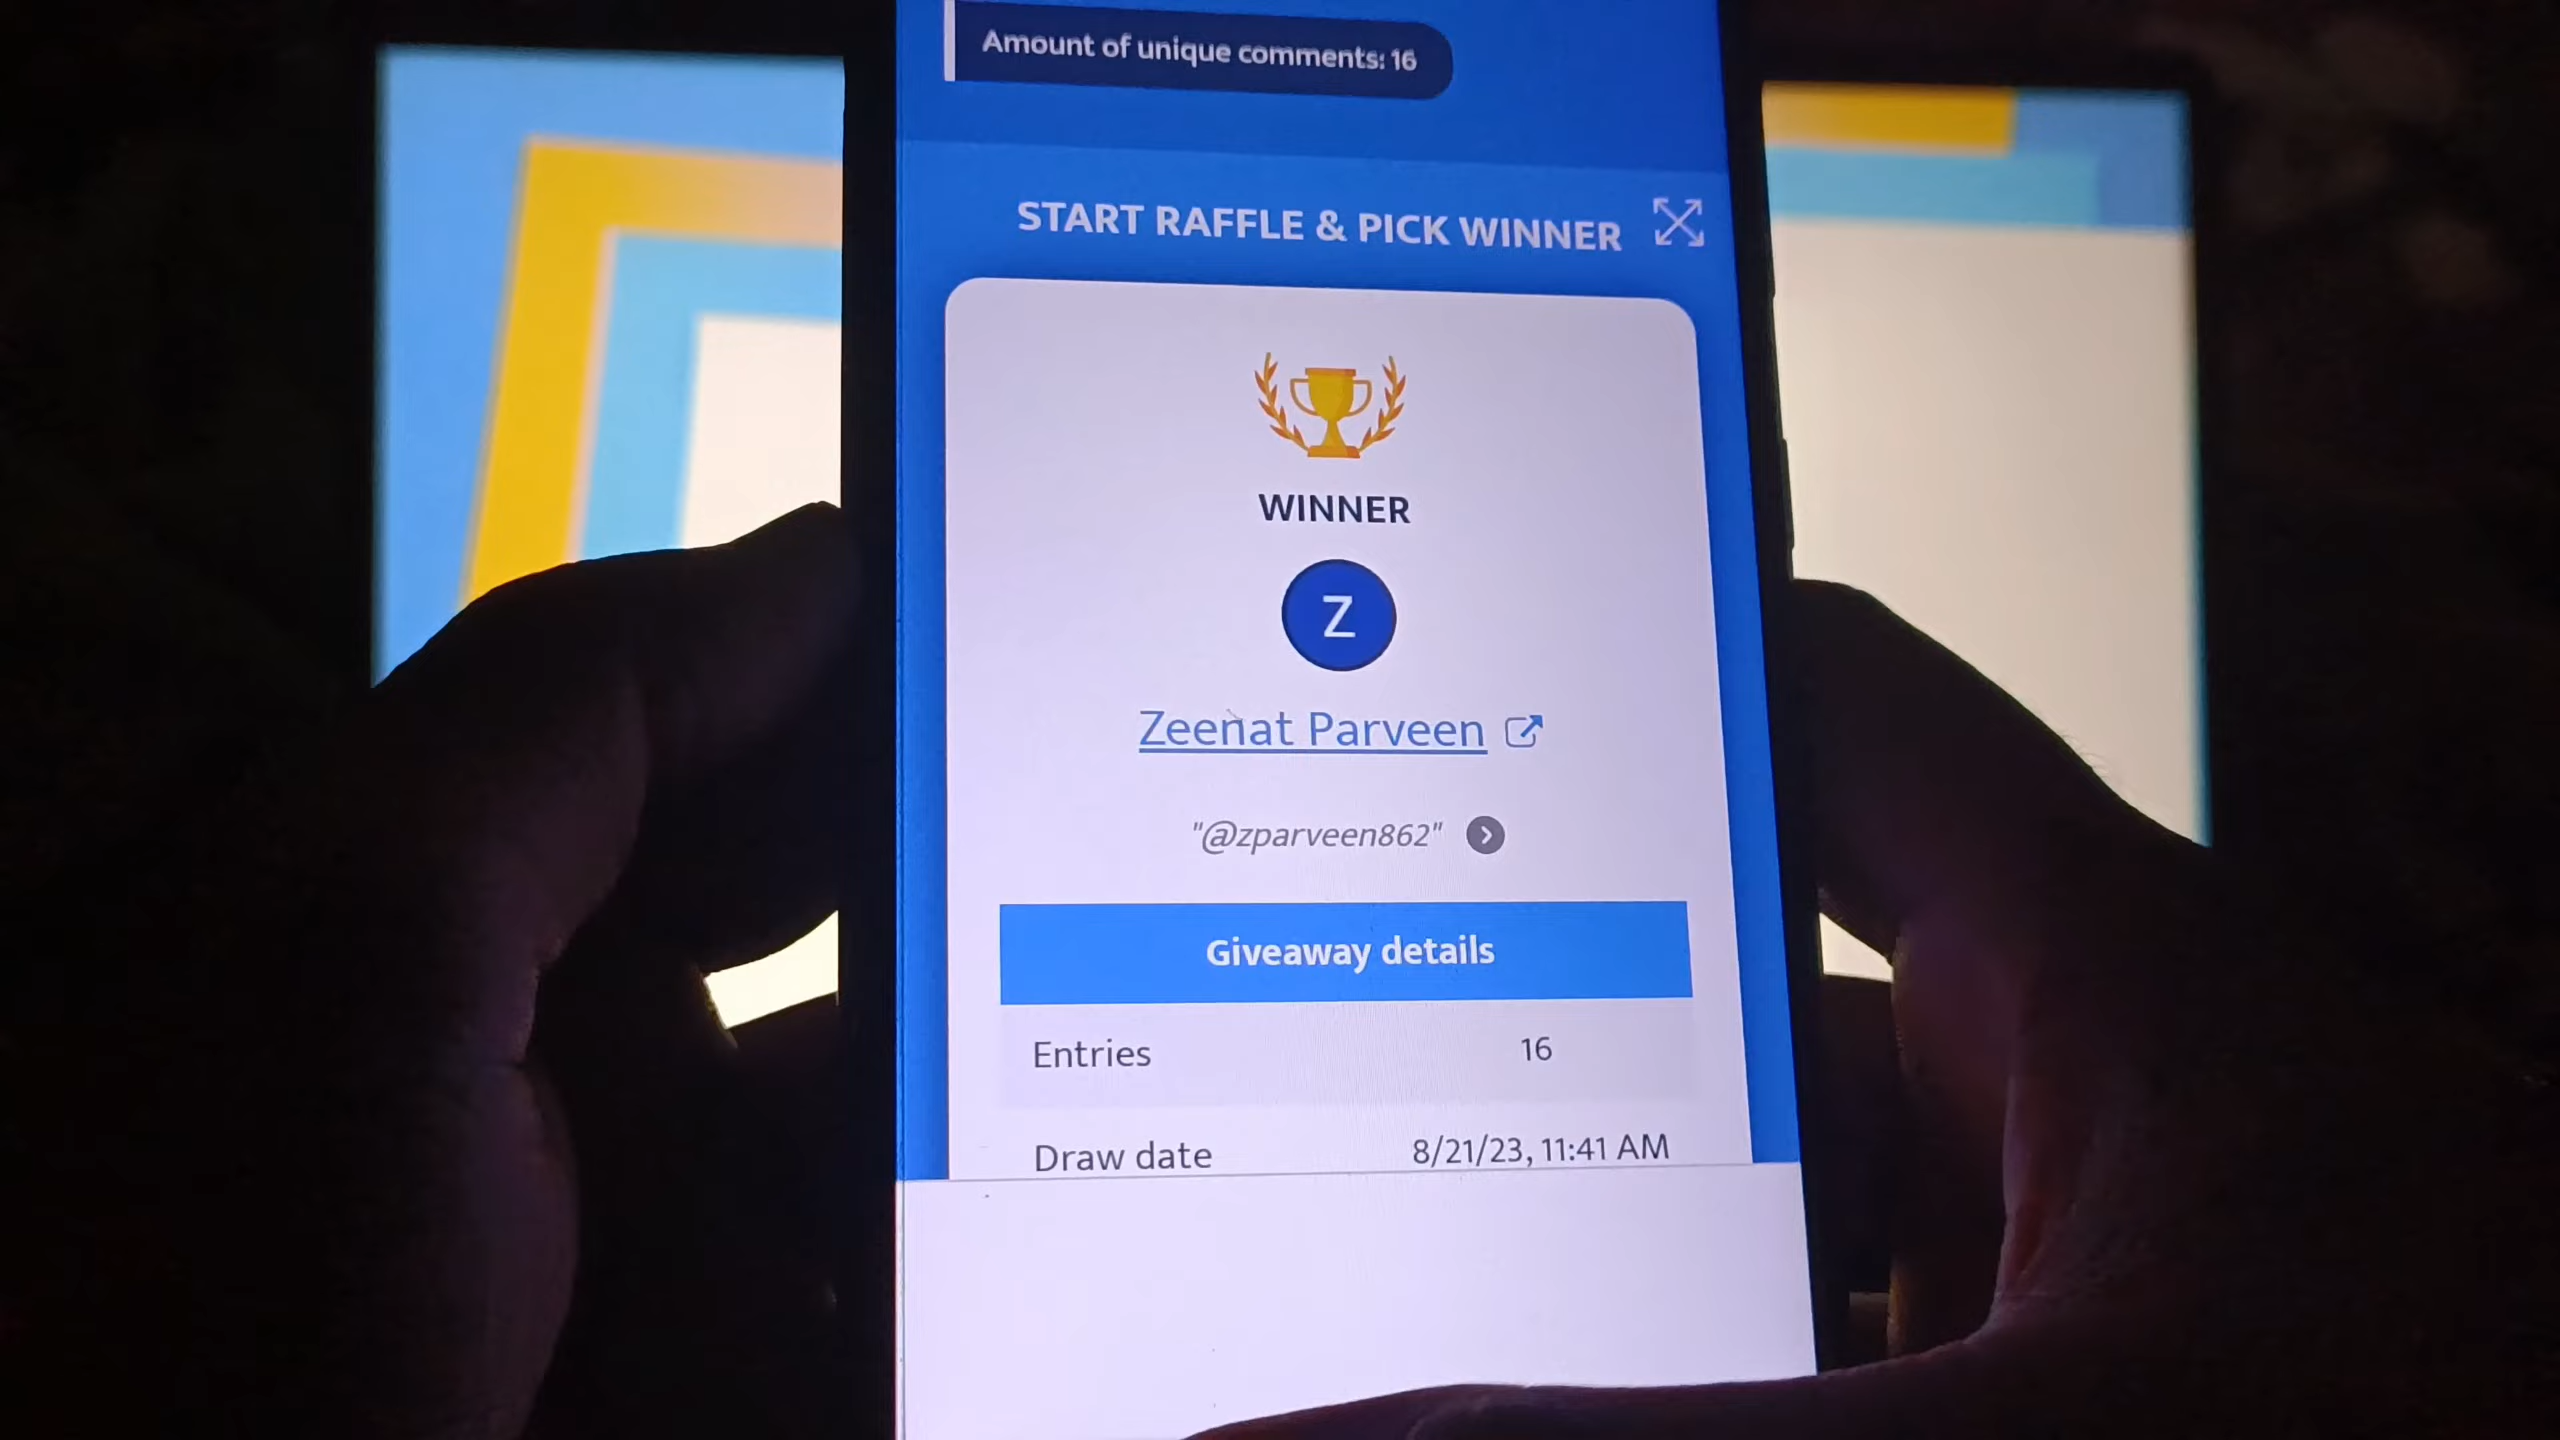 Amount of unique comments: 16
START RAFFLE & PICK WINNER
WINNER
Z
Zeenat Parveen
"@zparveen862"
Giveaway details
Entries 16
Draw date 8/21/23, 11:41 AM